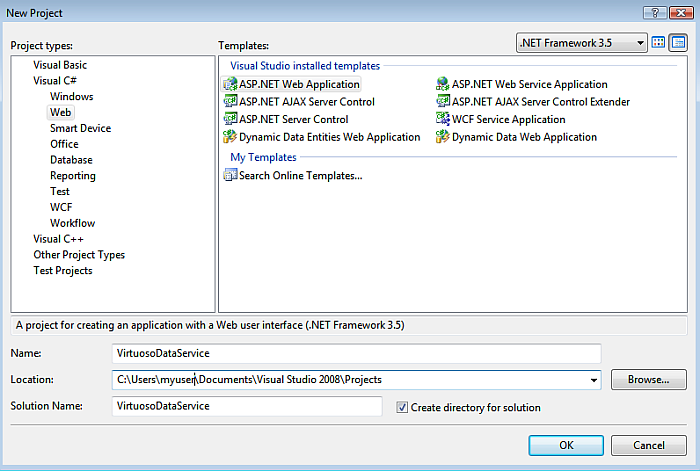 New Project
Project types:
Templates:
.NET Framework 3.5
Visual Basic
Visual C#
Windows
Web
Smart Device
Office
Database
Reporting
Test
WCF
Workflow
Visual C++
Other Project Types
Test Projects
Visual Studio installed templates
ASP.NET Web Application
ASP.NET Web Service Application
ASP.NET AJAX Server Control
ASP.NET AJAX Server Control Extender
ASP.NET Server Control
WCF Service Application
Dynamic Data Entities Web Application
Dynamic Data Web Application
My Templates
Search Online Templates...
A project for creating an application with a Web user interface (.NET Framework 3.5)
Name:
VirtuosoDataService
Location:
C:\Users\myuser\Documents\Visual Studio 2008\Projects
Browse...
Solution Name:
VirtuosoDataService
Create directory for solution
OK
Cancel